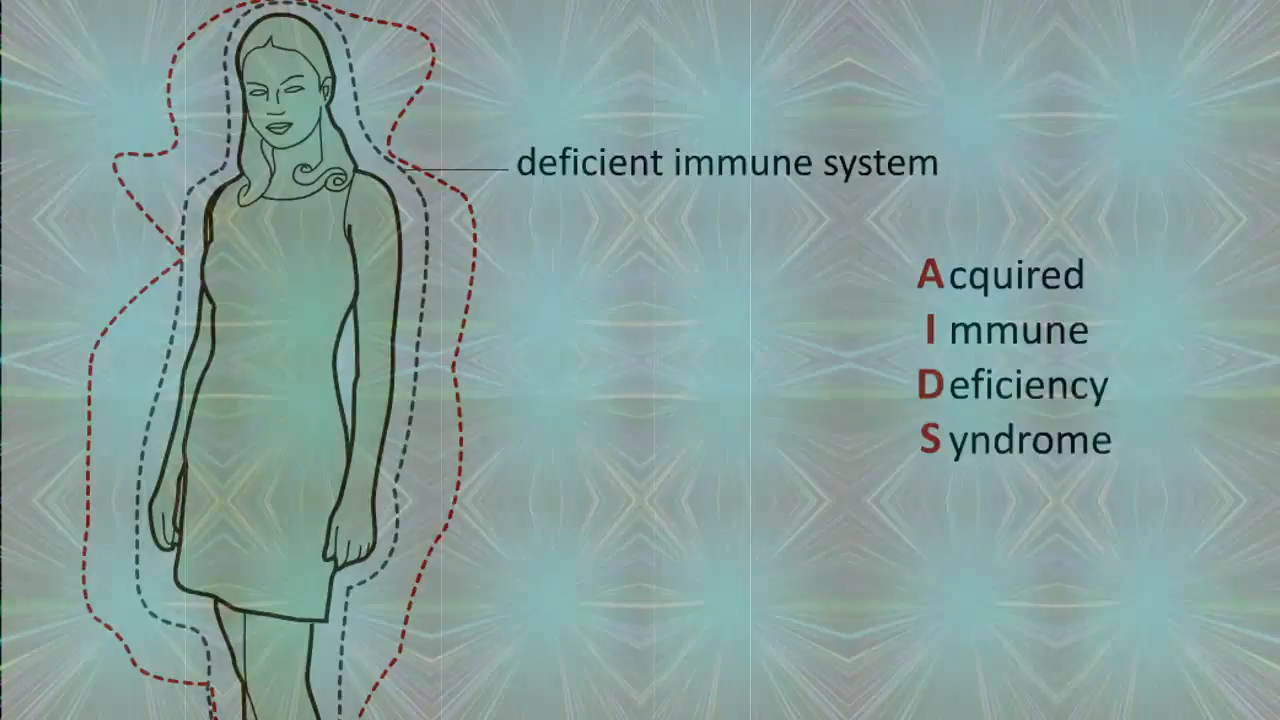 deficient immune system
Acquired
Immune
Deficiency
Syndrome